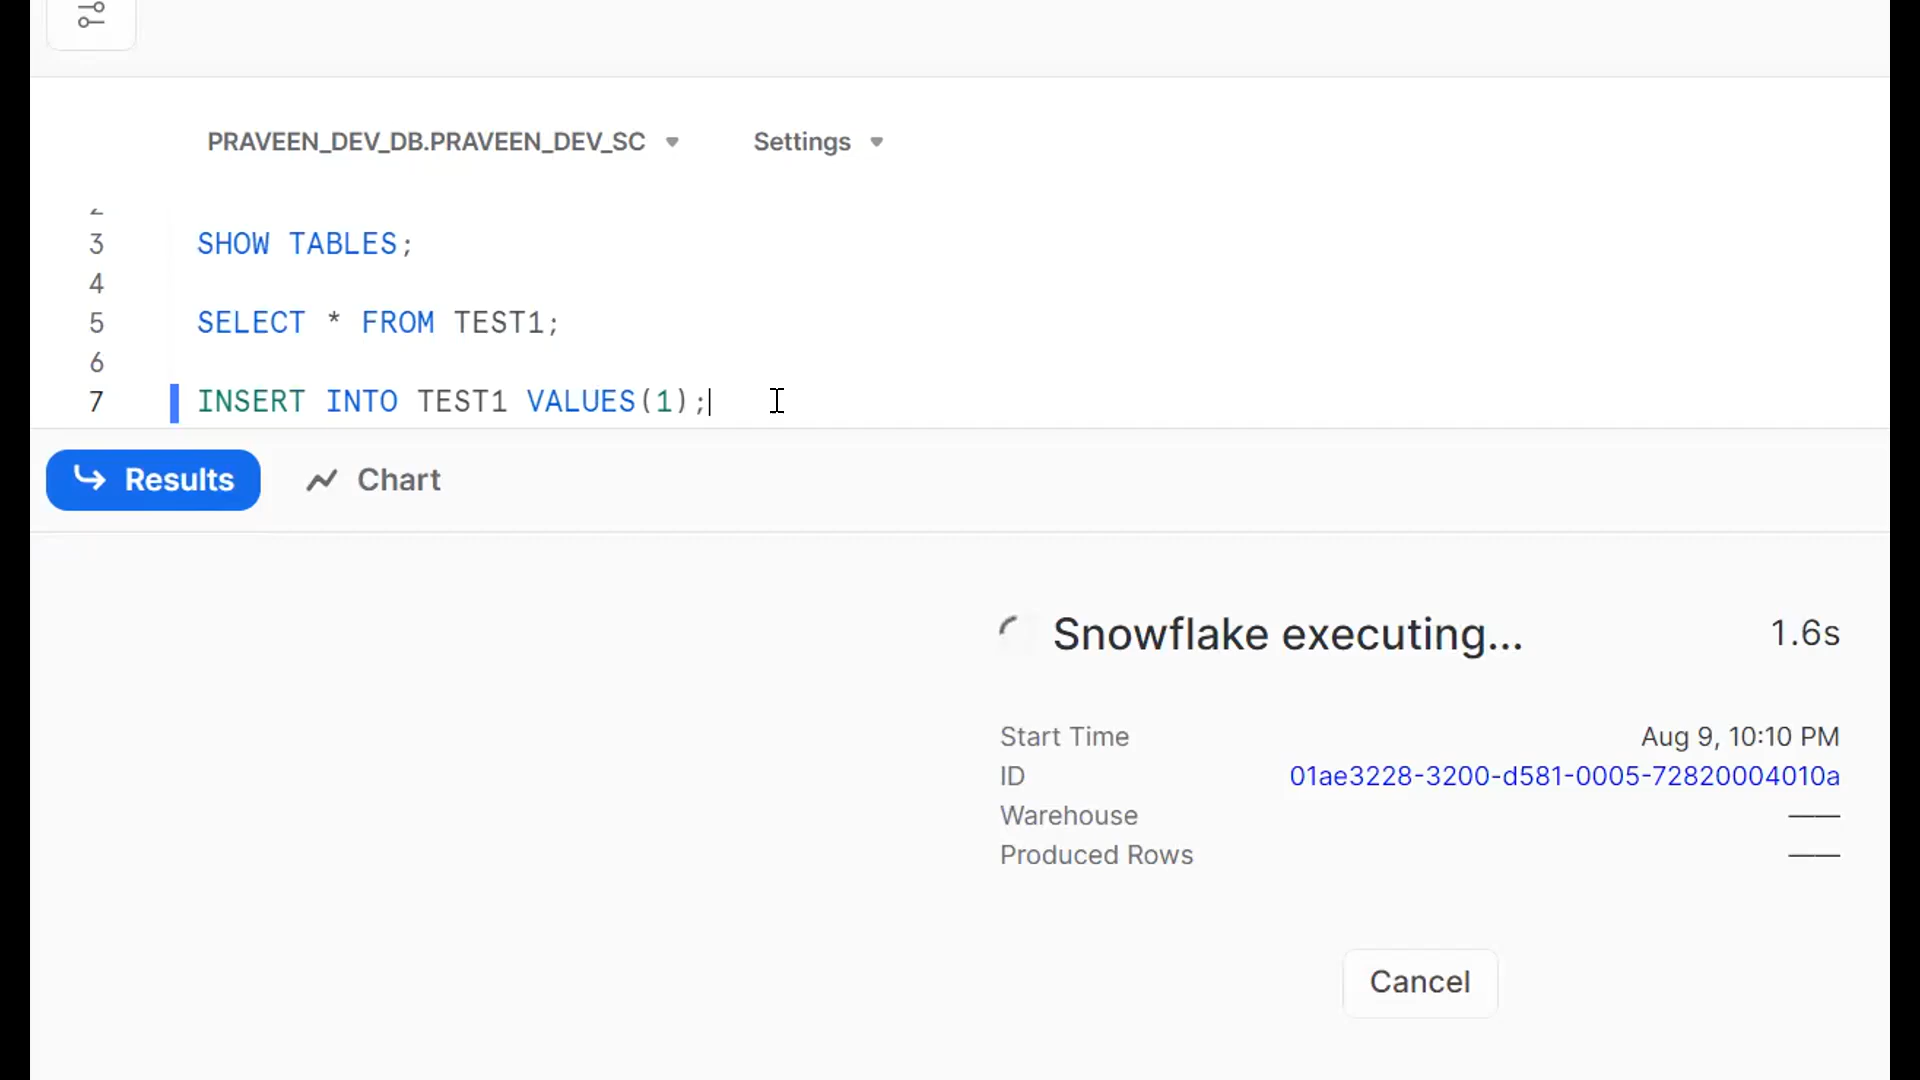 PRAVEEN_DEV_DB.PRAVEEN_DEV_SC Settings
3 SHOW TABLES;
4
5 SELECT * FROM TEST1;
6
7 INSERT INTO TEST1 VALUES(1);
Results Chart
Snowflake executing... 1.6s
Start Time Aug 9, 10:10 PM
ID 01ae3228-3200-d581-0005-72820004010a
Warehouse ——
Produced Rows ——
Cancel